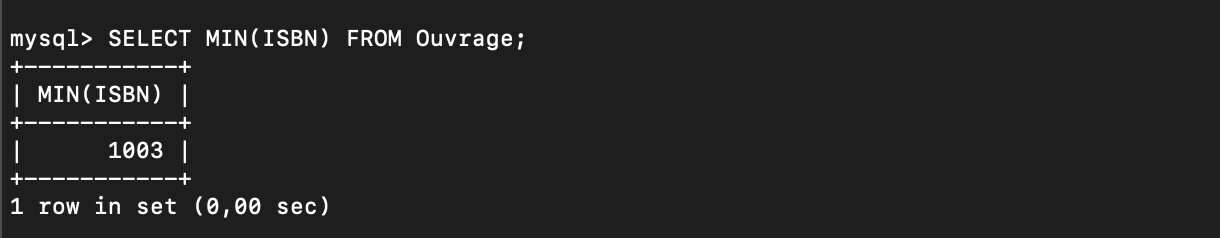 mysql> SELECT MIN(ISBN) FROM Ouvrage;
+-----------+
| MIN(ISBN) |
+-----------+
|      1003 |
+-----------+
1 row in set (0,00 sec)